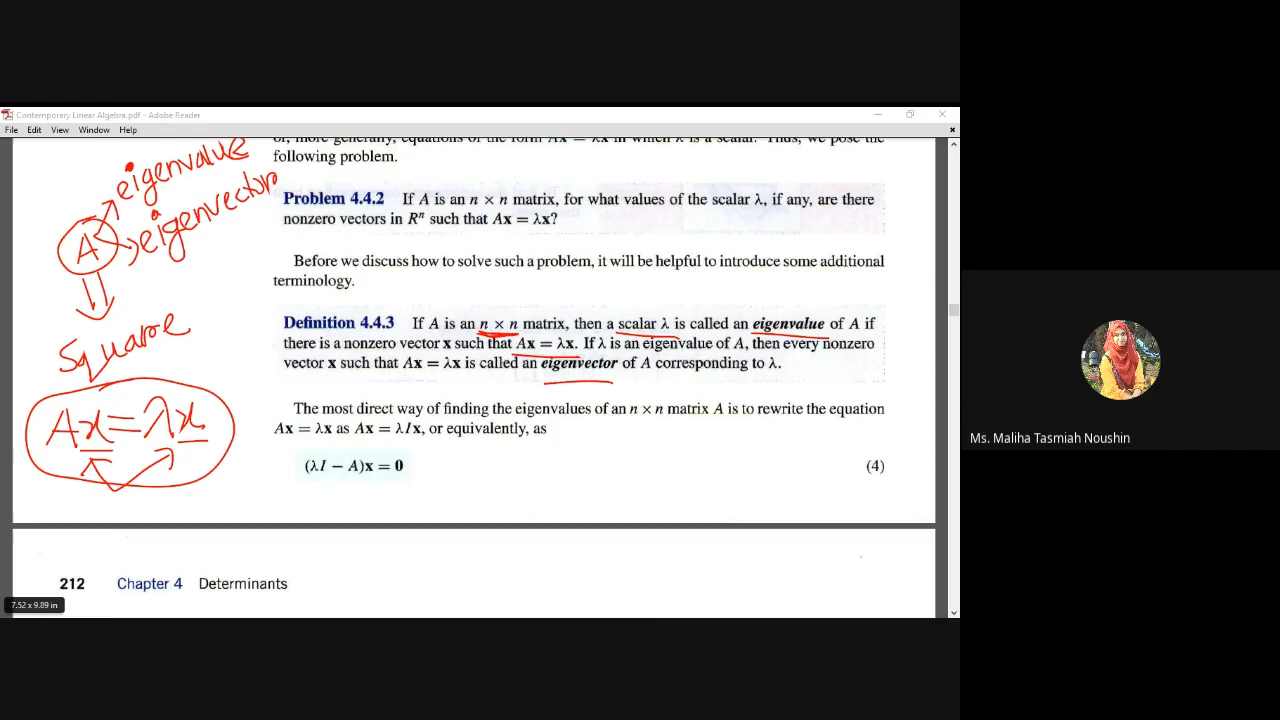 Contemporary Linear Algebra.pdf - Adobe Reader
File Edit View Window Help
or, more generally, equations of the form Ax = λx in which λ is a scalar. Thus, we pose the
following problem.
eigenvalue
eigenvector
A
Square
Ax = λx
Problem 4.4.2 If A is an n × n matrix, for what values of the scalar λ, if any, are there
nonzero vectors in Rⁿ such that Ax = λx?
Before we discuss how to solve such a problem, it will be helpful to introduce some additional
terminology.
Definition 4.4.3 If A is an n × n matrix, then a scalar λ is called an eigenvalue of A if
there is a nonzero vector x such that Ax = λx. If λ is an eigenvalue of A, then every nonzero
vector x such that Ax = λx is called an eigenvector of A corresponding to λ.
The most direct way of finding the eigenvalues of an n × n matrix A is to rewrite the equation
Ax = λx as Ax = λIx, or equivalently, as
(λI − A)x = 0 (4)
212 Chapter 4 Determinants
7.52 x 9.89 in
Ms. Maliha Tasmiah Noushin